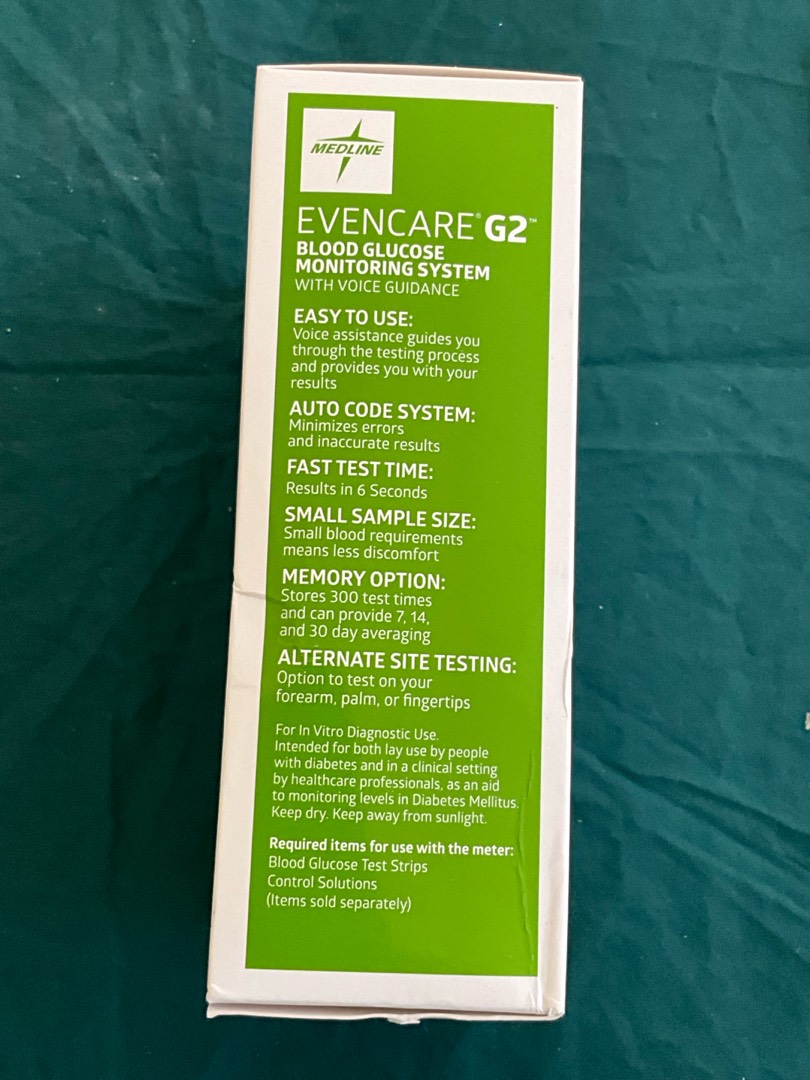 MEDLINE
EVENCARE® G2™
BLOOD GLUCOSE
MONITORING SYSTEM
WITH VOICE GUIDANCE
EASY TO USE:
Voice assistance guides you
through the testing process
and provides you with your
results
AUTO CODE SYSTEM:
Minimizes errors
and inaccurate results
FAST TEST TIME:
Results in 6 Seconds
SMALL SAMPLE SIZE:
Small blood requirements
means less discomfort
MEMORY OPTION:
Stores 300 test times
and can provide 7, 14,
and 30 day averaging
ALTERNATE SITE TESTING:
Option to test on your
forearm, palm, or fingertips
For In Vitro Diagnostic Use.
Intended for both lay use by people
with diabetes and in a clinical setting
by healthcare professionals, as an aid
to monitoring levels in Diabetes Mellitus.
Keep dry. Keep away from sunlight.
Required items for use with the meter:
Blood Glucose Test Strips
Control Solutions
(Items sold separately)